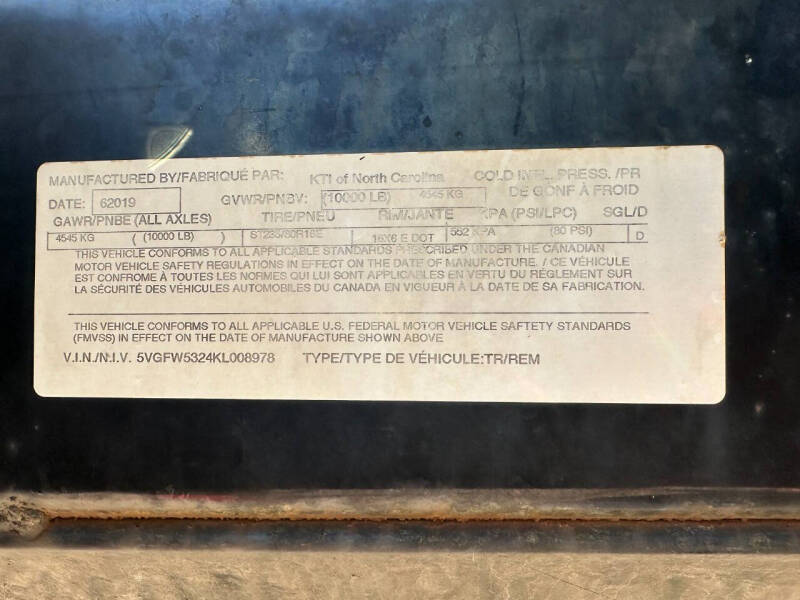 MANUFACTURED BY/FABRIQUÉ PAR: KTI of North Carolina COLD INFL. PRESS. /PR
DATE: 62019 GVWR/PNBV: (10000 LB) 4545 KG DE GONF À FROID
GAWR/PNBE (ALL AXLES) TIRE/PNEU RIM/JANTE KPA (PSI/LPC) SGL/D
4545 KG (10000 LB) ) ST235/80R16E 16X6 E DOT 552 KPA (80 PSI) D
THIS VEHICLE CONFORMS TO ALL APPLICABLE STANDARDS PRESCRIBED UNDER THE CANADIAN
MOTOR VEHICLE SAFETY REGULATIONS IN EFFECT ON THE DATE OF MANUFACTURE. / CE VÉHICULE
EST CONFROME À TOUTES LES NORMES QUI LUI SONT APPLICABLES EN VERTU DU RÉGLEMENT SUR
LA SÉCURITÉ DES VÉHICULES AUTOMOBILES DU CANADA EN VIGUEUR À LA DATE DE SA FABRICATION.
THIS VEHICLE CONFORMS TO ALL APPLICABLE U.S. FEDERAL MOTOR VEHICLE SAFTETY STANDARDS
(FMVSS) IN EFFECT ON THE DATE OF MANUFACTURE SHOWN ABOVE
V.I.N./N.I.V. 5VGFW5324KL008978 TYPE/TYPE DE VÉHICULE:TR/REM